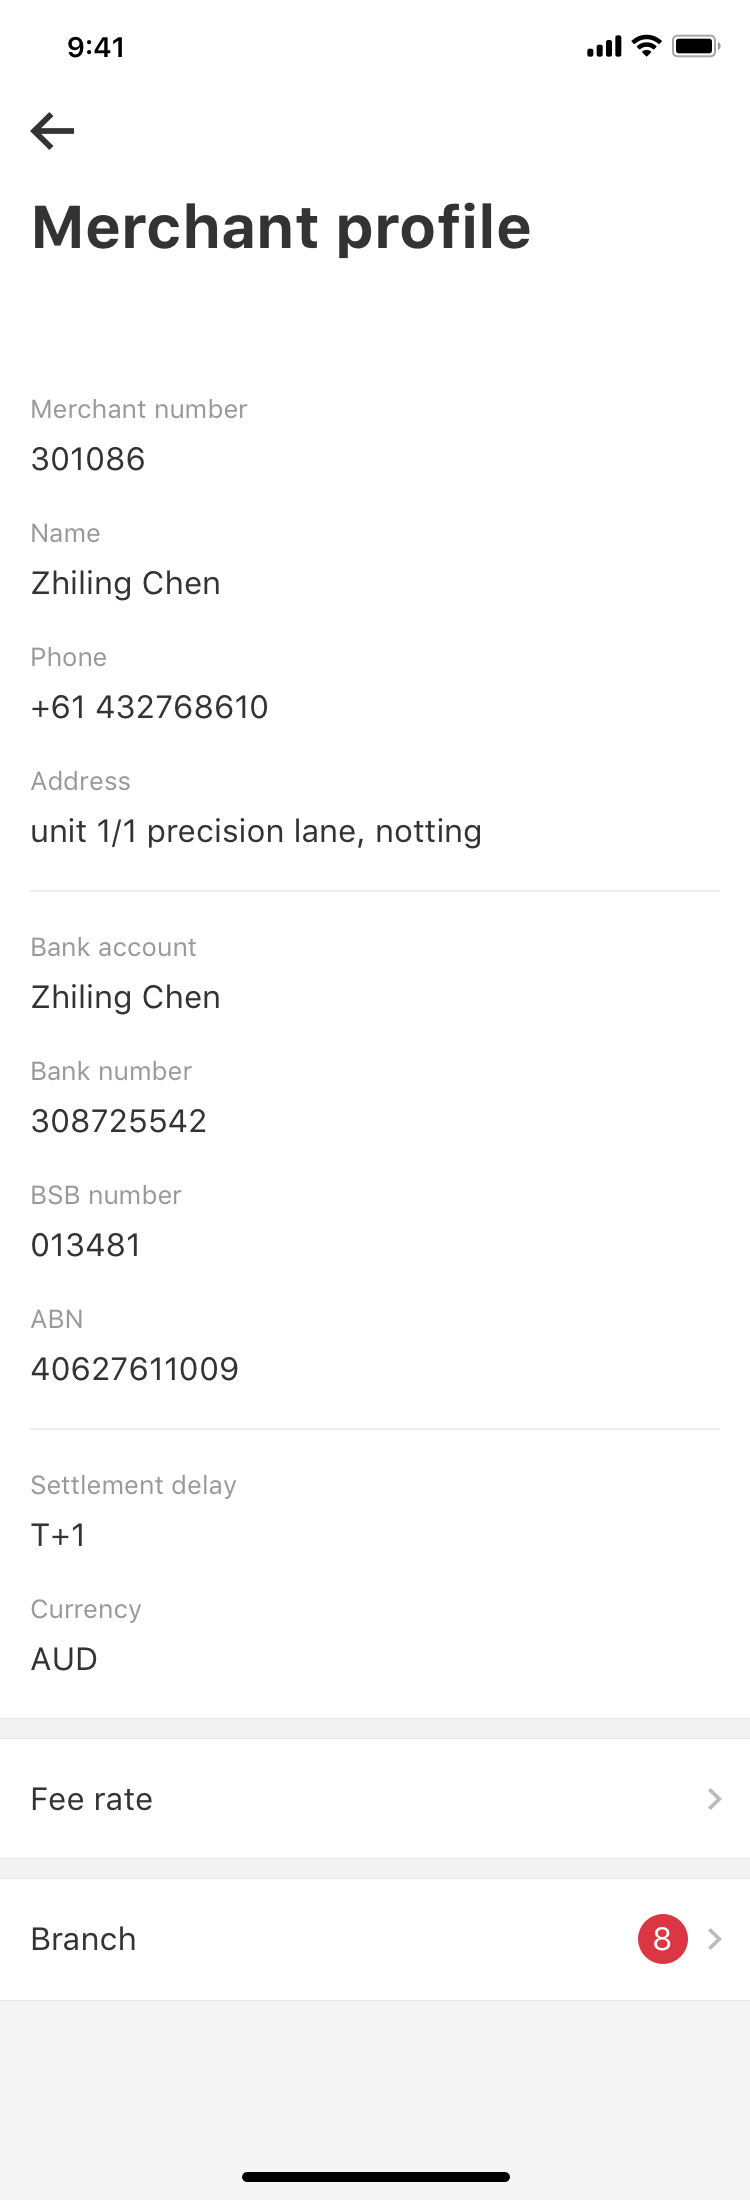 9:41
Merchant profile
Merchant number
301086
Name
Zhiling Chen
Phone
+61 432768610
Address
unit 1/1 precision lane, notting
Bank account
Zhiling Chen
Bank number
308725542
BSB number
013481
ABN
40627611009
Settlement delay
T+1
Currency
AUD
Fee rate
Branch 8